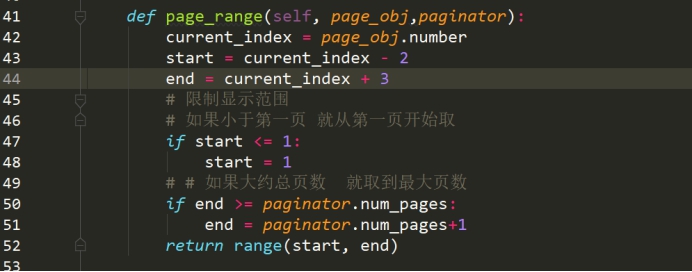 41 def page_range(self, page_obj,paginator):
42 current_index = page_obj.number
43 start = current_index - 2
44 end = current_index + 3
45 # 限制显示范围
46 # 如果小于第一页 就从第一页开始取
47 if start <= 1:
48 start = 1
49 # # 如果大约总页数  就取到最大页数
50 if end >= paginator.num_pages:
51 end = paginator.num_pages+1
52 return range(start, end)
53